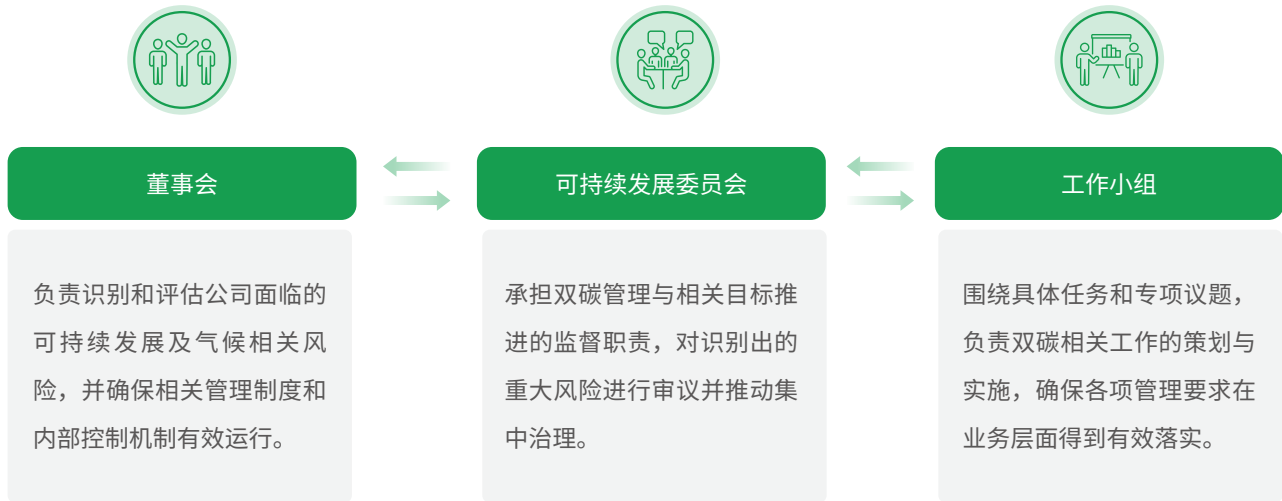 董事会
负责识别和评估公司面临的
可持续发展及气候相关风
险，并确保相关管理制度和
内部控制机制有效运行。
可持续发展委员会
承担双碳管理与相关目标推
进的监督职责，对识别出的
重大风险进行审议并推动集
中治理。
工作小组
围绕具体任务和专项议题，
负责双碳相关工作的策划与
实施，确保各项管理要求在
业务层面得到有效落实。